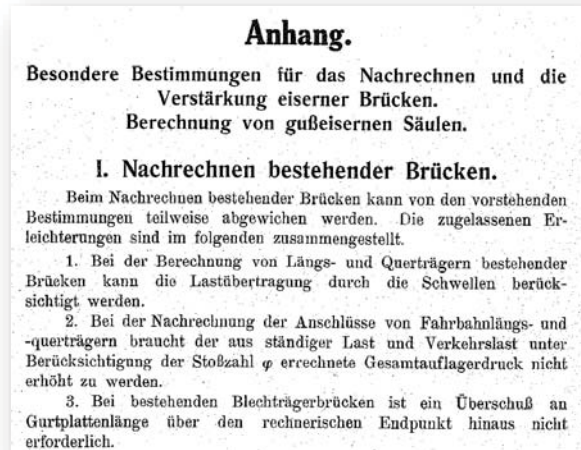 Anhang.
Besondere Bestimmungen für das Nachrechnen und die
Verstärkung eiserner Brücken.
Berechnung von gußeisernen Säulen.
I. Nachrechnen bestehender Brücken.
Beim Nachrechnen bestehender Brücken kann von den vorstehenden
Bestimmungen teilweise abgewichen werden. Die zugelassenen Er-
leichterungen sind im folgenden zusammengestellt.
1. Bei der Berechnung von Längs- und Querträgern bestehender
Brücken kann die Lastübertragung durch die Schwellen berück-
sichtigt werden.
2. Bei der Nachrechnung der Anschlüsse von Fahrbahnlängs- und
-querträgern braucht der aus ständiger Last und Verkehrslast unter
Berücksichtigung der Stoßzahl φ errechnete Gesamtauflagerdruck nicht
erhöht zu werden.
3. Bei bestehenden Blechträgerbrücken ist ein Überschuß an
Gurtplattenlänge über den rechnerischen Endpunkt hinaus nicht
erforderlich.